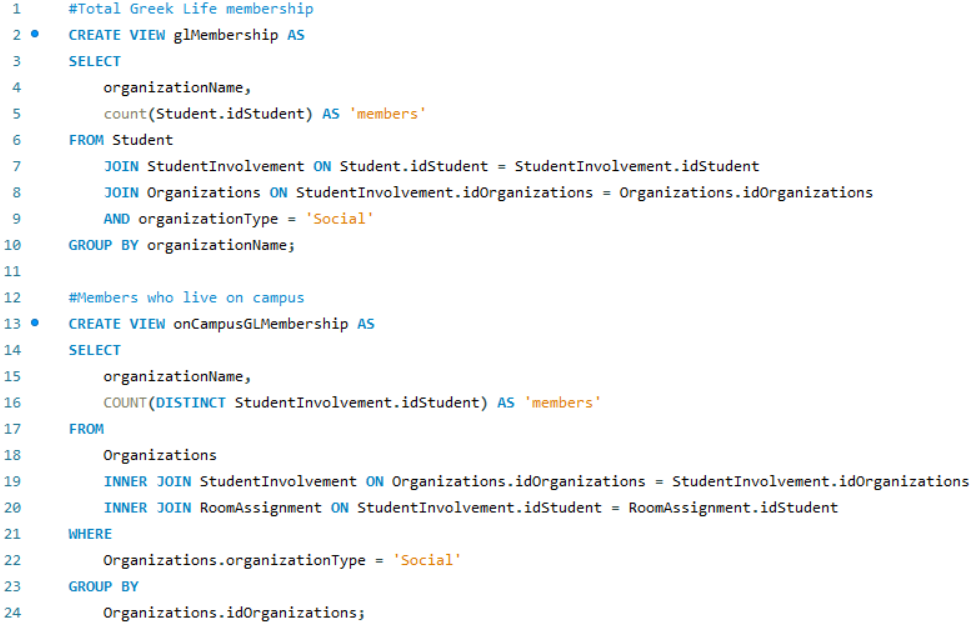 1 #Total Greek Life membership
2 CREATE VIEW glMembership AS
3 SELECT
4 organizationName,
5 count(Student.idStudent) AS 'members'
6 FROM Student
7 JOIN StudentInvolvement ON Student.idStudent = StudentInvolvement.idStudent
8 JOIN Organizations ON StudentInvolvement.idOrganizations = Organizations.idOrganizations
9 AND organizationType = 'Social'
10 GROUP BY organizationName;
11
12 #Members who live on campus
13 CREATE VIEW onCampusGLMembership AS
14 SELECT
15 organizationName,
16 COUNT(DISTINCT StudentInvolvement.idStudent) AS 'members'
17 FROM
18 Organizations
19 INNER JOIN StudentInvolvement ON Organizations.idOrganizations = StudentInvolvement.idOrganizations
20 INNER JOIN RoomAssignment ON StudentInvolvement.idStudent = RoomAssignment.idStudent
21 WHERE
22 Organizations.organizationType = 'Social'
23 GROUP BY
24 Organizations.idOrganizations;